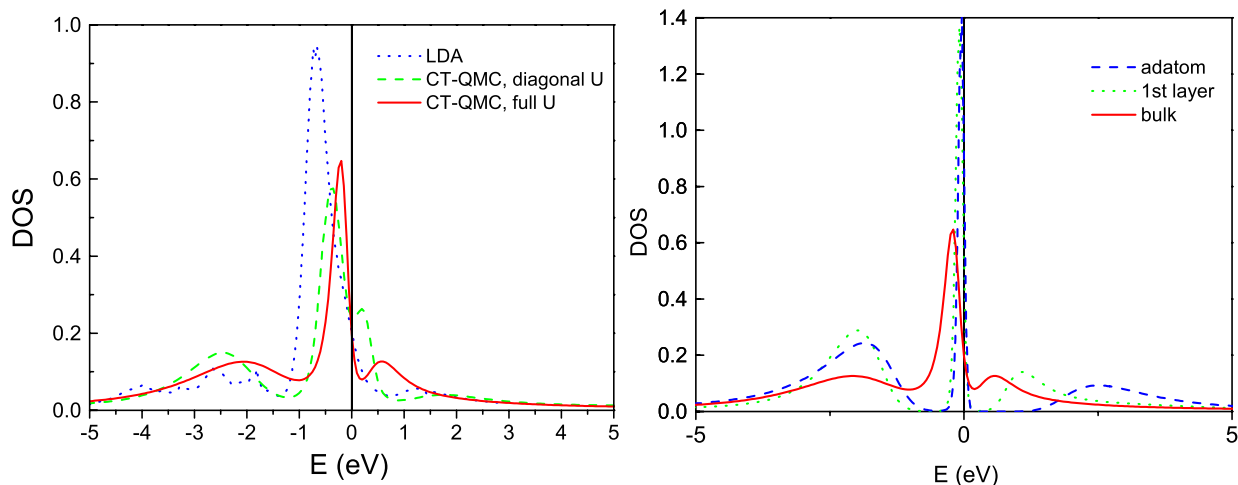 1.0
0.8
0.6
0.4
0.2
0.0
DOS
LDA
CT-QMC, diagonal U
CT-QMC, full U
-5 -4 -3 -2 -1 0 1 2 3 4 5
E (eV)
1.4
1.2
1.0
0.8
0.6
0.4
0.2
0.0
DOS
adatom
1st layer
bulk
-5 0 5
E (eV)